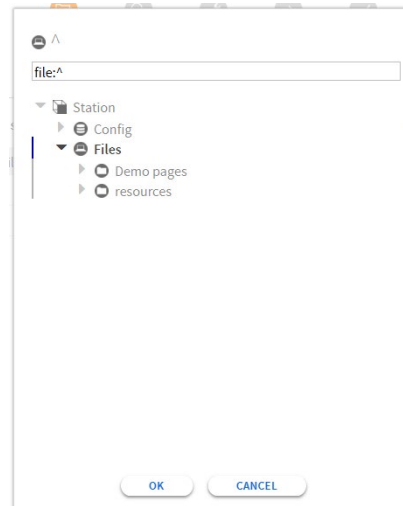 ^
file:^
Station
Config
Files
Demo pages
resources
OK CANCEL